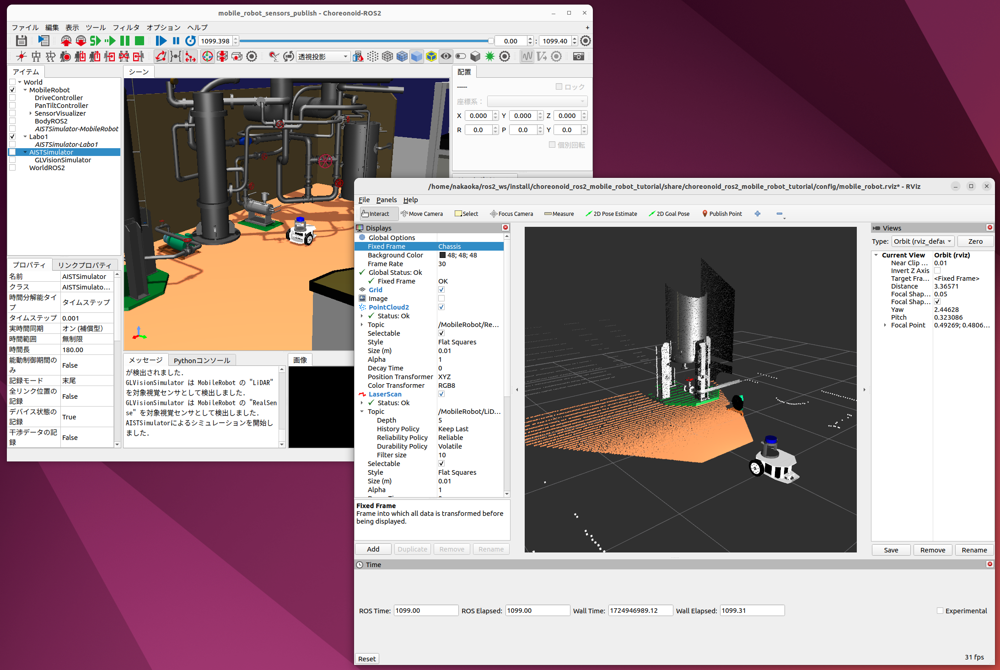 mobile_robot_sensors_publish - Choreonoid-ROS2
ファイル 編集 表示 ツール フィルタ オプション ヘルプ
1099.398 0.00 : 1099.40
透視投影
アイテム
World
MobileRobot
DriveController
PanTiltController
SensorVisualizer
BodyROS2
AISTSimulator-MobileRobot
Labo1
AISTSimulator-Labo1
AISTSimulator
GLVisionSimulator
WorldROS2
シーン
配置
-----
ロック
座標系：
X 0.000 Y 0.000 Z 0.000
R 0.0 P 0.0 Y 0.0
個別回転
プロパティ リンクプロパティ
名前 AISTSimulator
クラス AISTSimulato…
時間分解能タイプ タイムステップ
タイムステップ 0.001
実時間同期 オン (補償型)
時間範囲 無制限
時間長 180.00
能動制御期間のみ False
記録モード 末尾
全リンク位置の記録 False
デバイス状態の記録 True
干渉データの記録 False
メッセージ Pythonコンソール
が検出されました．
GLVisionSimulator は MobileRobot の "LiDAR"
を対象視覚センサとして検出しました．
GLVisionSimulator は MobileRobot の "RealSen
se" を対象視覚センサとして検出しました．
AISTSimulatorによるシミュレーションを開始し
ました．
画像
/home/nakaoka/ros2_ws/install/choreonoid_ros2_mobile_robot_tutorial/share/choreonoid_ros2_mobile_robot_tutorial/config/mobile_robot.rviz* - RViz
File Panels Help
Interact Move Camera Select Focus Camera Measure 2D Pose Estimate 2D Goal Pose Publish Point
Displays
Global Options
Fixed Frame Chassis
Background Color 48; 48; 48
Frame Rate 30
Global Status: Ok
Fixed Frame OK
Grid
Image
PointCloud2
Status: Ok
Topic /MobileRobot/Re…
Selectable
Style Flat Squares
Size (m) 0.01
Alpha 1
Decay Time 0
Position Transformer XYZ
Color Transformer RGB8
LaserScan
Status: Ok
Topic /MobileRobot/LiD…
Depth 5
History Policy Keep Last
Reliability Policy Reliable
Durability Policy Volatile
Filter size 10
Selectable
Style Flat Squares
Size (m) 0.01
Alpha 1
Fixed Frame
Frame into which all data is transformed before
being displayed.
Add Duplicate Remove Rename
Views
Type: Orbit (rviz_defau Zero
Current View Orbit (rviz)
Near Clip … 0.01
Invert Z Axis
Target Fra… <Fixed Frame>
Distance 3.36571
Focal Shap… 0.05
Focal Shap…
Yaw 2.44628
Pitch 0.323086
Focal Point 0.49269; 0.4806…
Save Remove Rename
Time
ROS Time: 1099.00 ROS Elapsed: 1099.00 Wall Time: 1724946989.12 Wall Elapsed: 1099.31 Experimental
Reset
31 fps